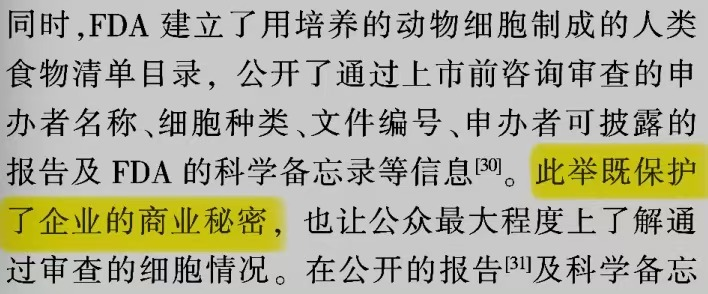 同时,FDA 建立了用培养的动物细胞制成的人类
食物清单目录，公开了通过上市前咨询审查的申
办者名称、细胞种类、文件编号、申办者可披露的
报告及 FDA 的科学备忘录等信息[30]。此举既保护
了企业的商业秘密，也让公众最大程度上了解通
过审查的细胞情况。在公开的报告[31]及科学备忘